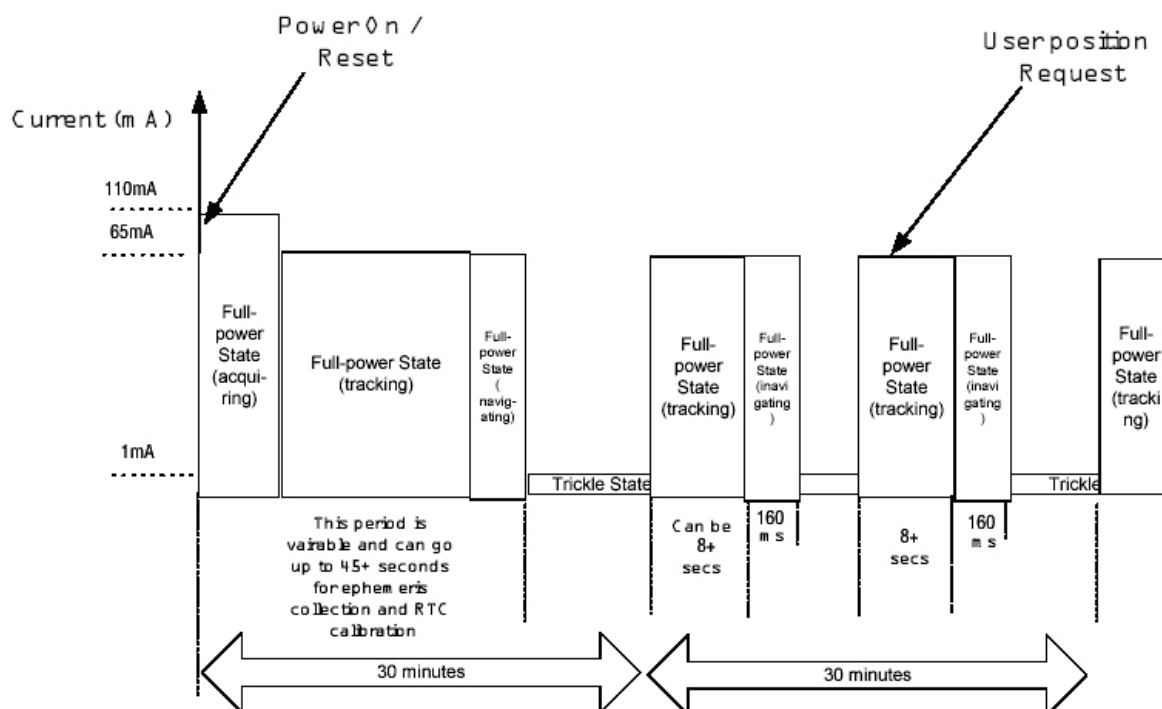 Power On /
Reset
User position
Request
Current (mA)
110mA
65mA
1mA
Full-
power
State
(acqui-
ring)
Full-power State
(tracking)
Full-
power
State
(
navig-
ating)
Trickle State
Full-
power
State
(tracking)
Full-
power
State
(inavi
gating
)
Full-
power
State
(tracking)
Full-
power
State
(inavi
gating
)
Trickle
Full-
power
State
(tracki
ng)
This period is
vairable and can go
up to 45+ seconds
for ephemeris
collection and RTC
calibration
Can be
8+
secs
160
ms
8+
secs
160
ms
30 minutes
30 minutes